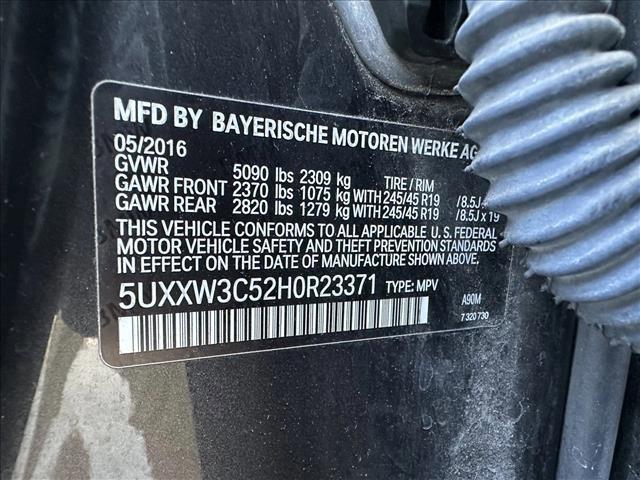 MFD BY BAYERISCHE MOTOREN WERKE AG
05/2016
GVWR 5090 lbs 2309 kg TIRE / RIM
GAWR FRONT 2370 lbs 1075 kg WITH 245/45 R19 /8.5J
GAWR REAR 2820 lbs 1279 kg WITH 245/45 R19 /8.5J x 19
THIS VEHICLE CONFORMS TO ALL APPLICABLE U. S. FEDERAL
MOTOR VEHICLE SAFETY AND THEFT PREVENTION STANDARDS
IN EFFECT ON THE DATE OF MANUFACTURE SHOWN ABOVE.
5UXXW3C52H0R23371 TYPE: MPV
A90M
7 320 730